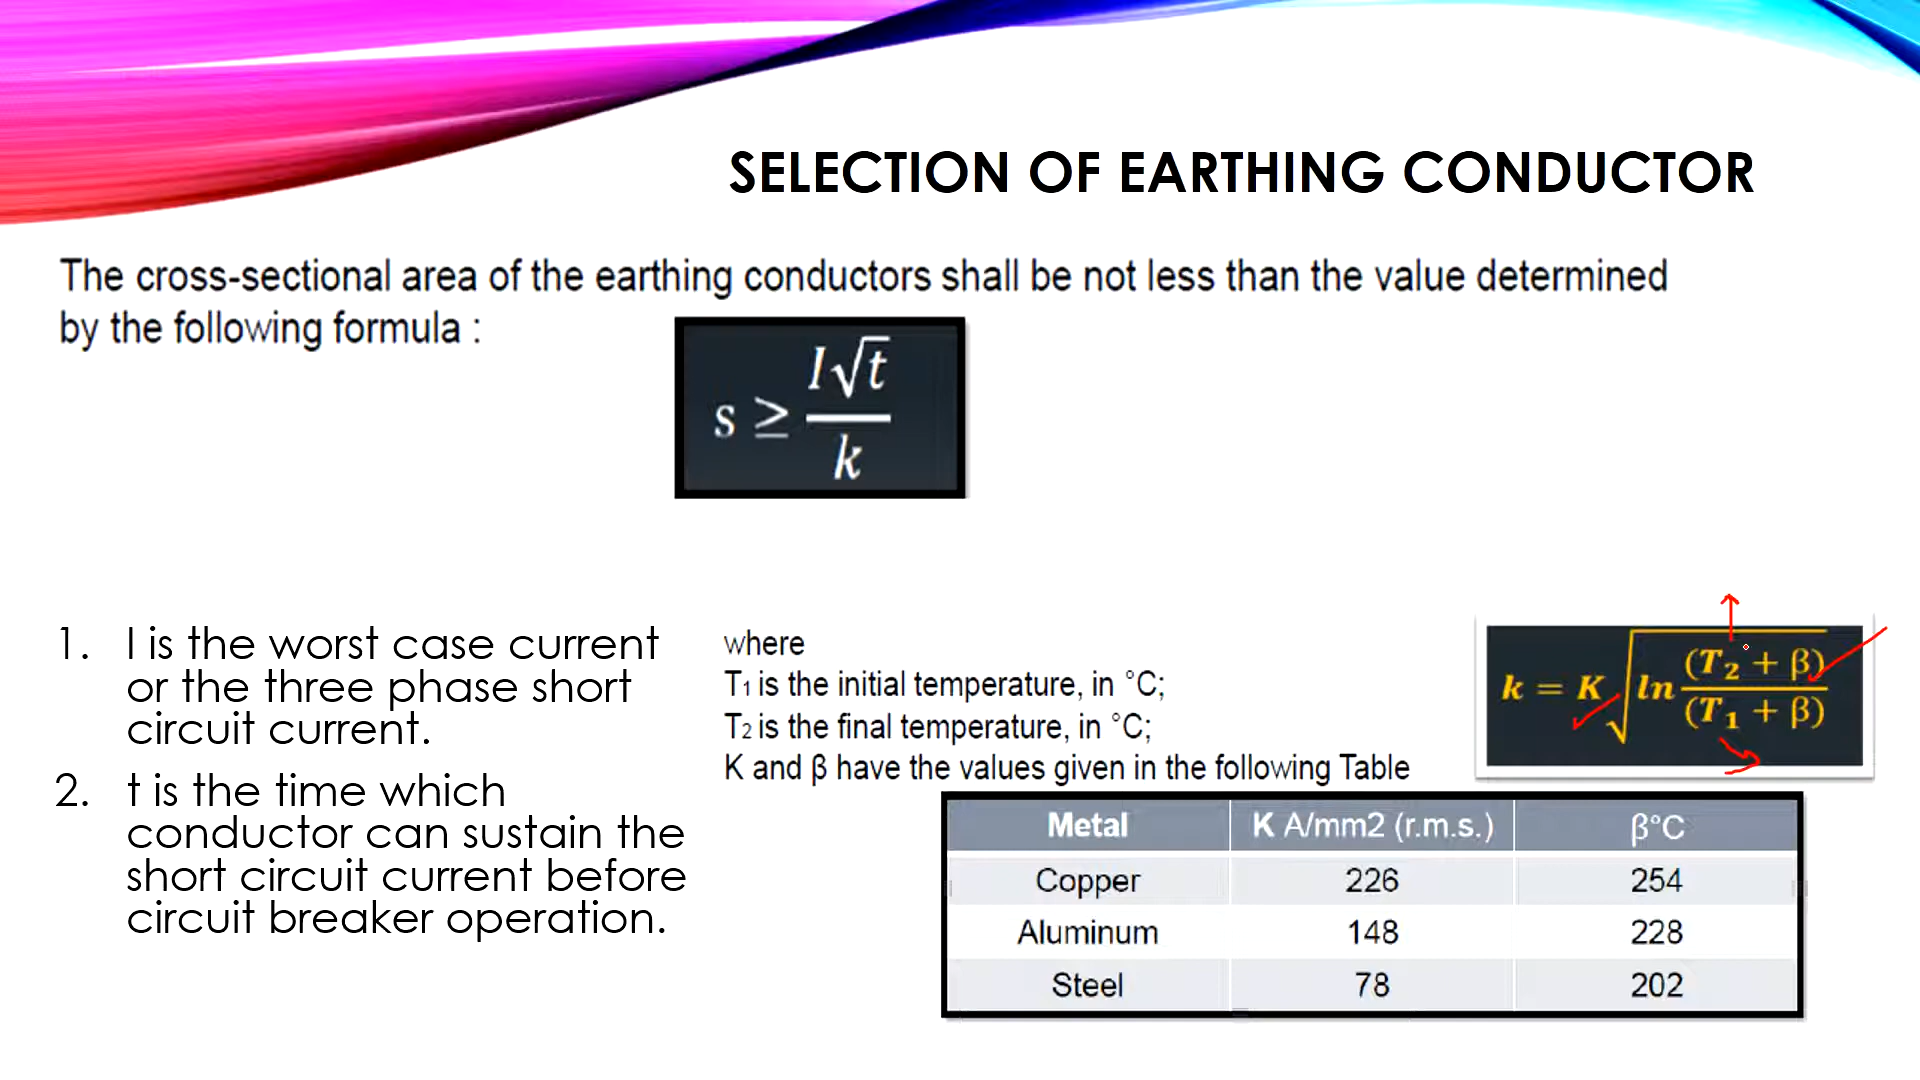 SELECTION OF EARTHING CONDUCTOR
The cross-sectional area of the earthing conductors shall be not less than the value determined
by the following formula :
s ≥ I√t / k
1. I is the worst case current
or the three phase short
circuit current.
2. t is the time which
conductor can sustain the
short circuit current before
circuit breaker operation.
where
T1 is the initial temperature, in °C;
T2 is the final temperature, in °C;
K and β have the values given in the following Table
k = K √ ln (T2 + β) / (T1 + β)
Metal K A/mm2 (r.m.s.) β°C
Copper 226 254
Aluminum 148 228
Steel 78 202